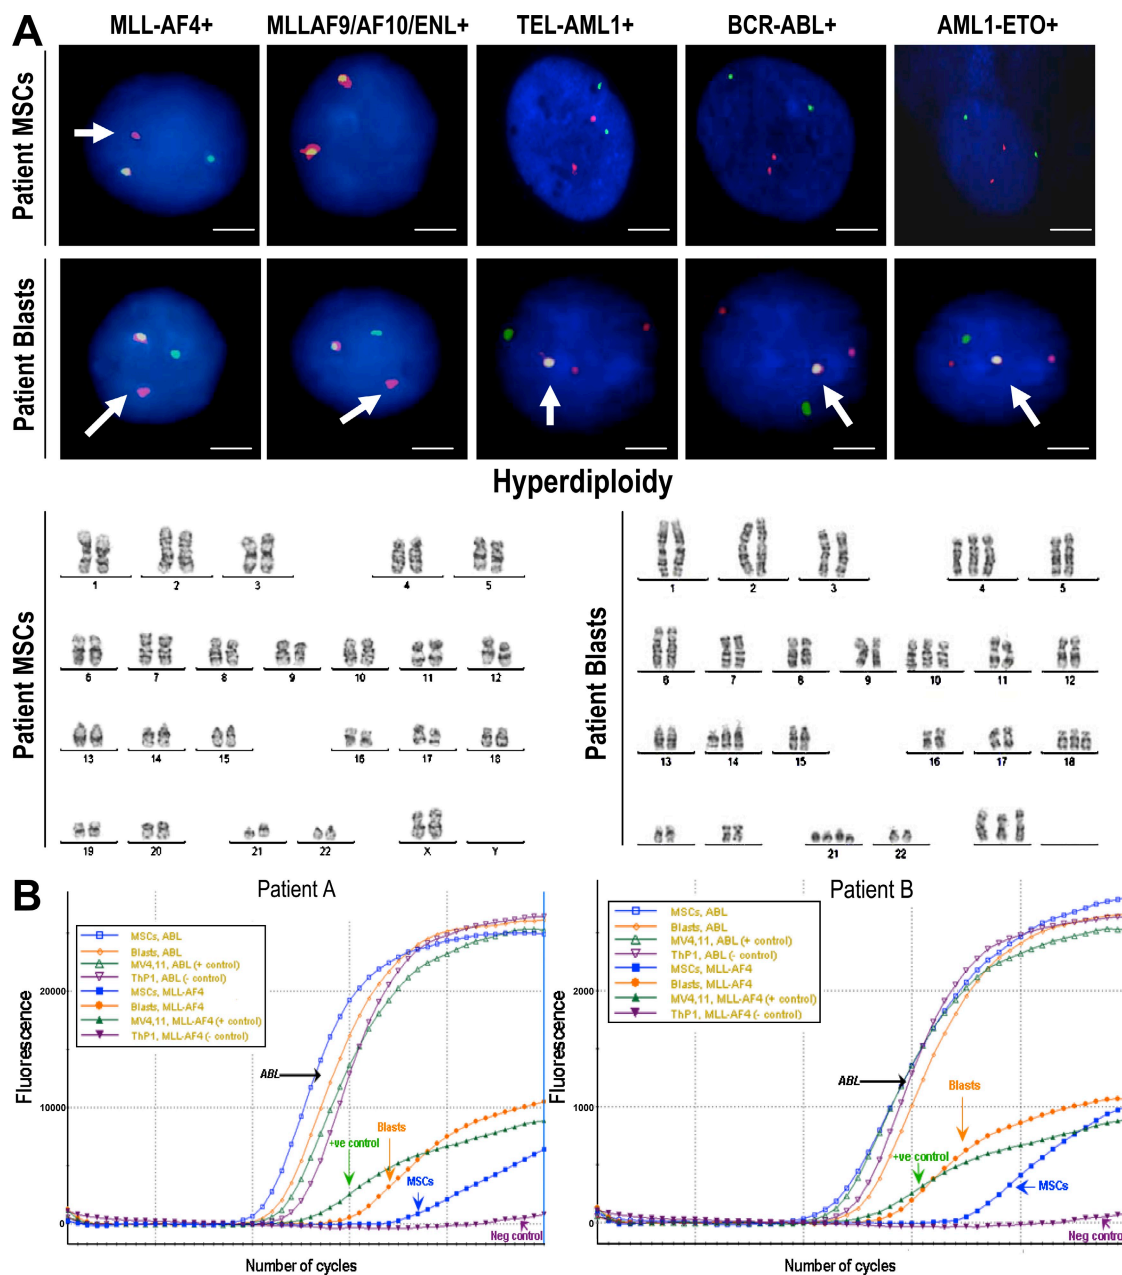 A
MLL-AF4+ MLLAF9/AF10/ENL+ TEL-AML1+ BCR-ABL+ AML1-ETO+
Patient MSCs
Patient Blasts
Hyperdiploidy
Patient MSCs
1 2 3 4 5
6 7 8 9 10 11 12
13 14 15 16 17 18
19 20 21 22 X Y
Patient Blasts
1 2 3 4 5
6 7 8 9 10 11 12
13 14 15 16 17 18
21 22
B
Patient A
MSCs, ABL
Blasts, ABL
MV4,11, ABL (+ control)
ThP1, ABL (- control)
MSCs, MLL-AF4
Blasts, MLL-AF4
MV4,11, MLL-AF4 (+ control)
ThP1, MLL-AF4 (- control)
Fluorescence
20000
10000
0
ABL
+ve control
Blasts
MSCs
Neg control
Number of cycles
Patient B
MSCs, ABL
Blasts, ABL
MV4,11, ABL (+ control)
ThP1, ABL (- control)
MSCs, MLL-AF4
Blasts, MLL-AF4
MV4,11, MLL-AF4 (+ control)
ThP1, MLL-AF4 (- control)
Fluorescence
2000
1000
0
ABL
Blasts
+ve control
MSCs
Neg control
Number of cycles